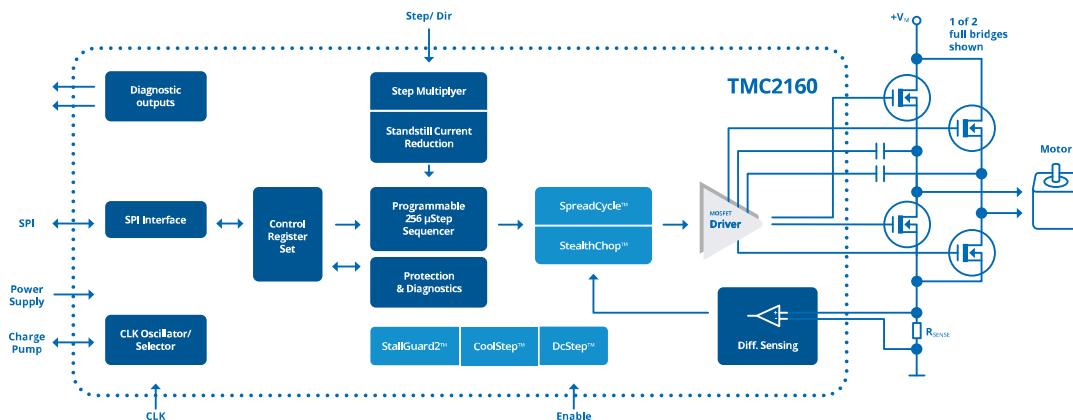 Step/ Dir
+VM
1 of 2
full bridges
shown
TMC2160
Diagnostic
outputs
Step Multiplyer
Standstill Current
Reduction
Motor
SPI
SPI Interface
Control
Register
Set
Programmable
256 µStep
Sequencer
SpreadCycle™
StealthChop™
MOSFET
Driver
Protection
& Diagnostics
Power
Supply
Charge
Pump
CLK Oscillator/
Selector
StallGuard2™
CoolStep™
DcStep™
Diff. Sensing
RSENSE
CLK
Enable